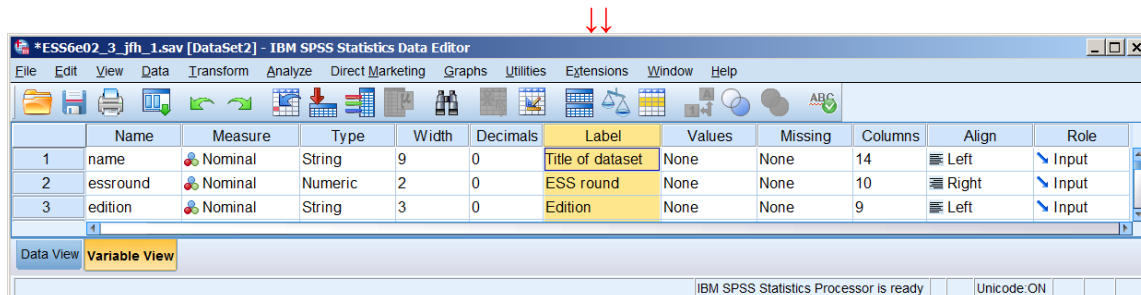 *ESS6e02_3_jfh_1.sav [DataSet2] - IBM SPSS Statistics Data Editor
File Edit View Data Transform Analyze Direct Marketing Graphs Utilities Extensions Window Help
Name Measure Type Width Decimals Label Values Missing Columns Align Role
1 name Nominal String 9 0 Title of dataset None None 14 Left Input
2 essround Nominal Numeric 2 0 ESS round None None 10 Right Input
3 edition Nominal String 3 0 Edition None None 9 Left Input
Data View Variable View
IBM SPSS Statistics Processor is ready Unicode:ON